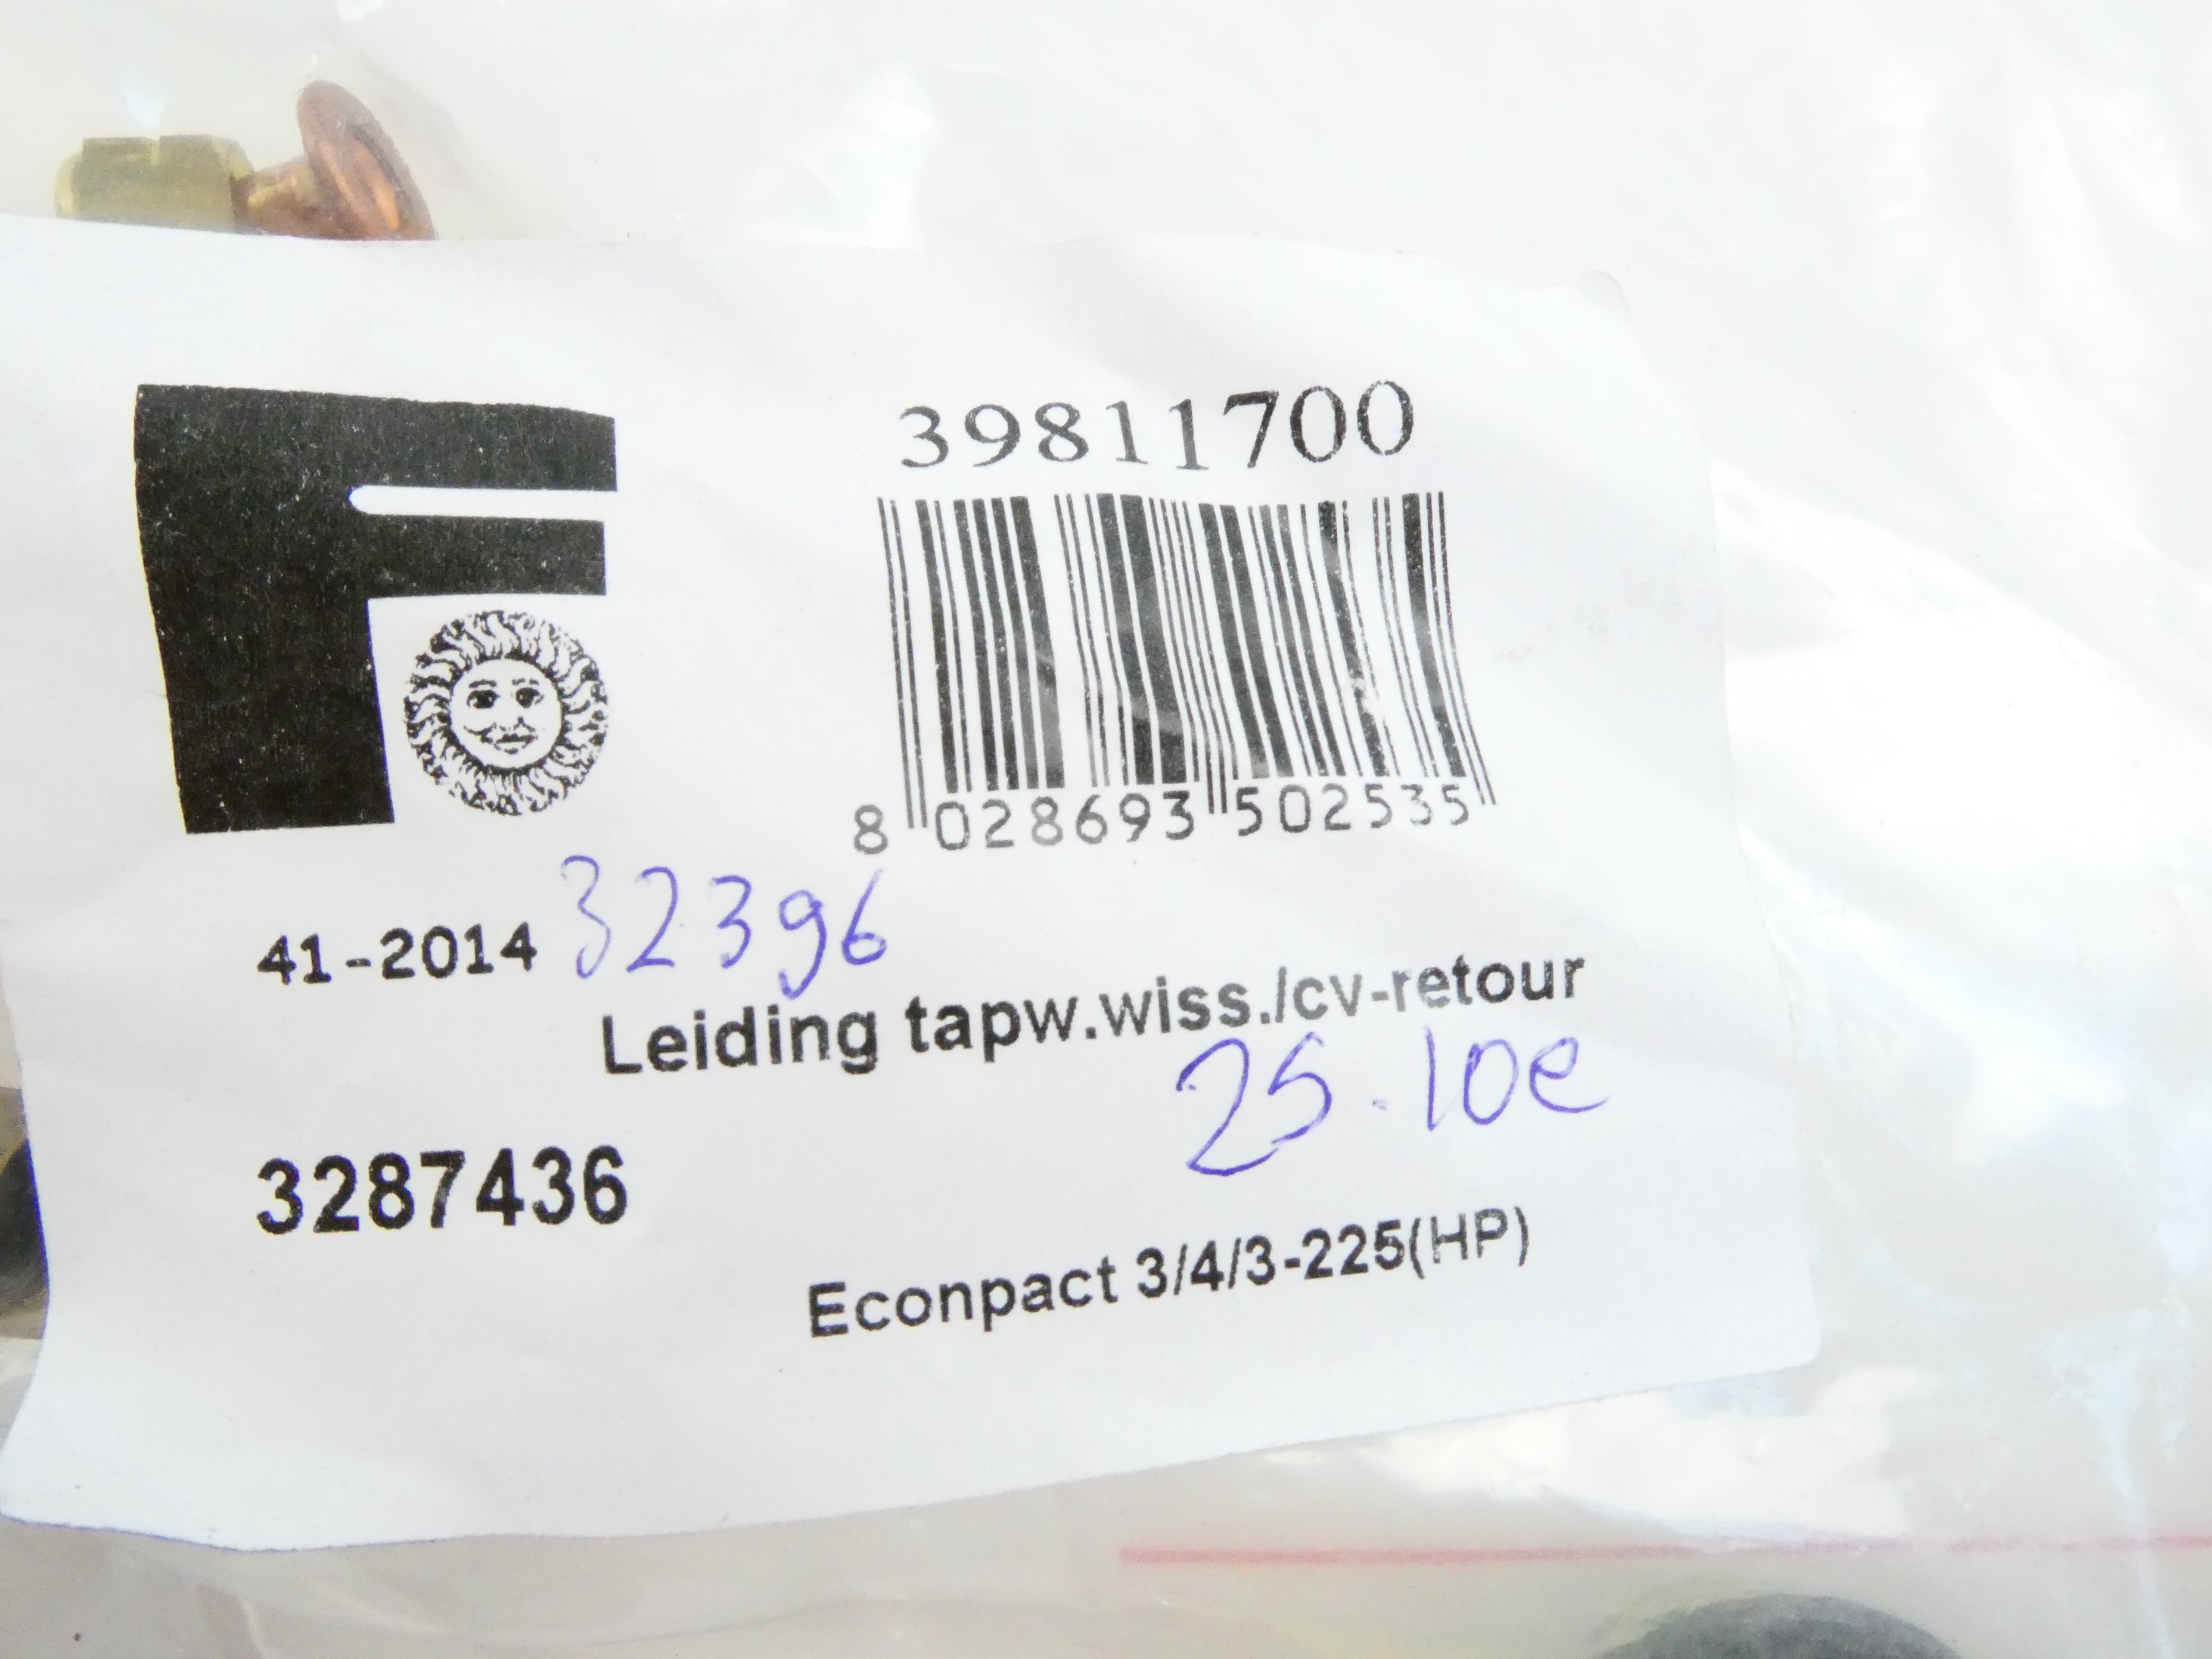 F
39811700
8 028693 502535
41-2014 32396
Leiding tapw.wiss./cv-retour
25.10e
3287436
Econpact 3/4/3-225(HP)